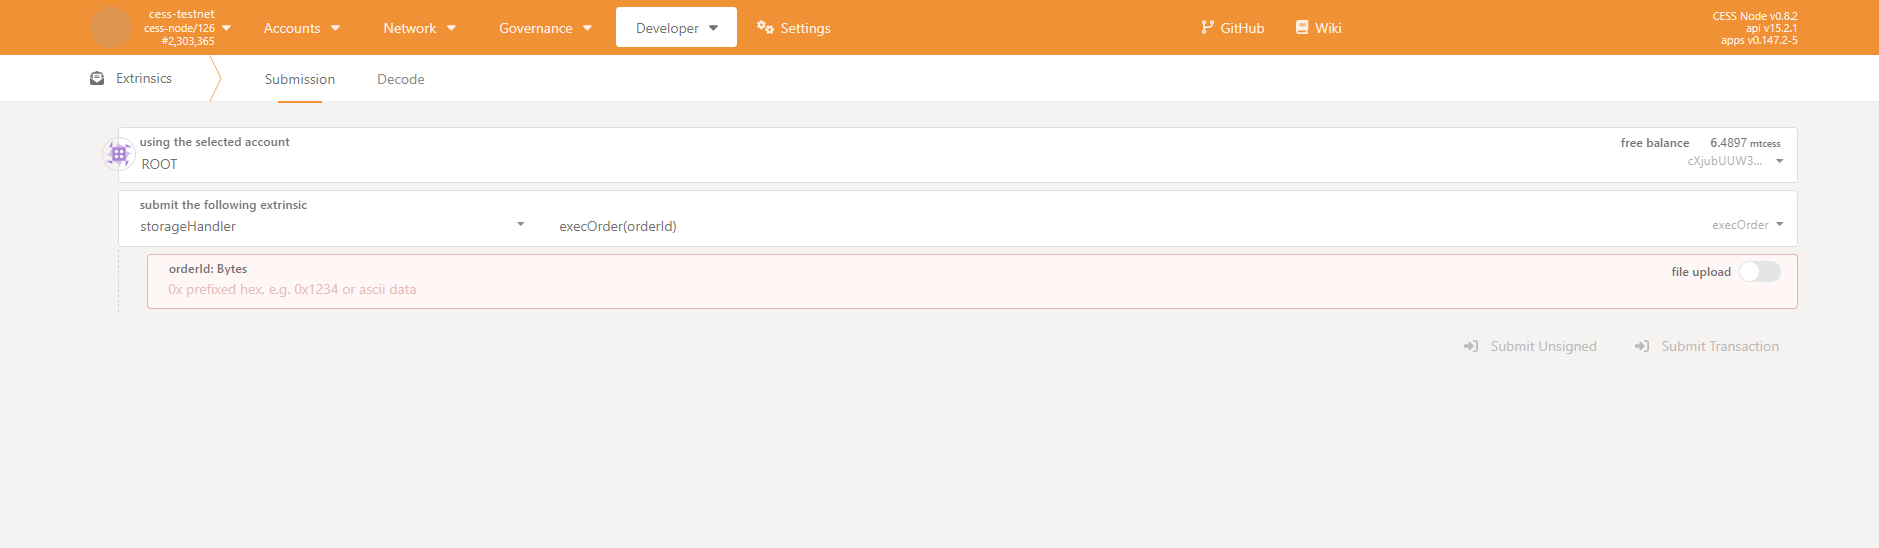 cess-testnet
cess-node/126
#2,303,365
Accounts
Network
Governance
Developer
Settings
GitHub
Wiki
CESS Node v0.8.2
api v15.2.1
apps v0.147.2-5
Extrinsics
Submission
Decode
using the selected account
ROOT
free balance 6.4897 mtcess
cXjubUUW3...
submit the following extrinsic
storageHandler
execOrder(orderId)
execOrder
orderId: Bytes
0x prefixed hex, e.g. 0x1234 or ascii data
file upload
Submit Unsigned
Submit Transaction